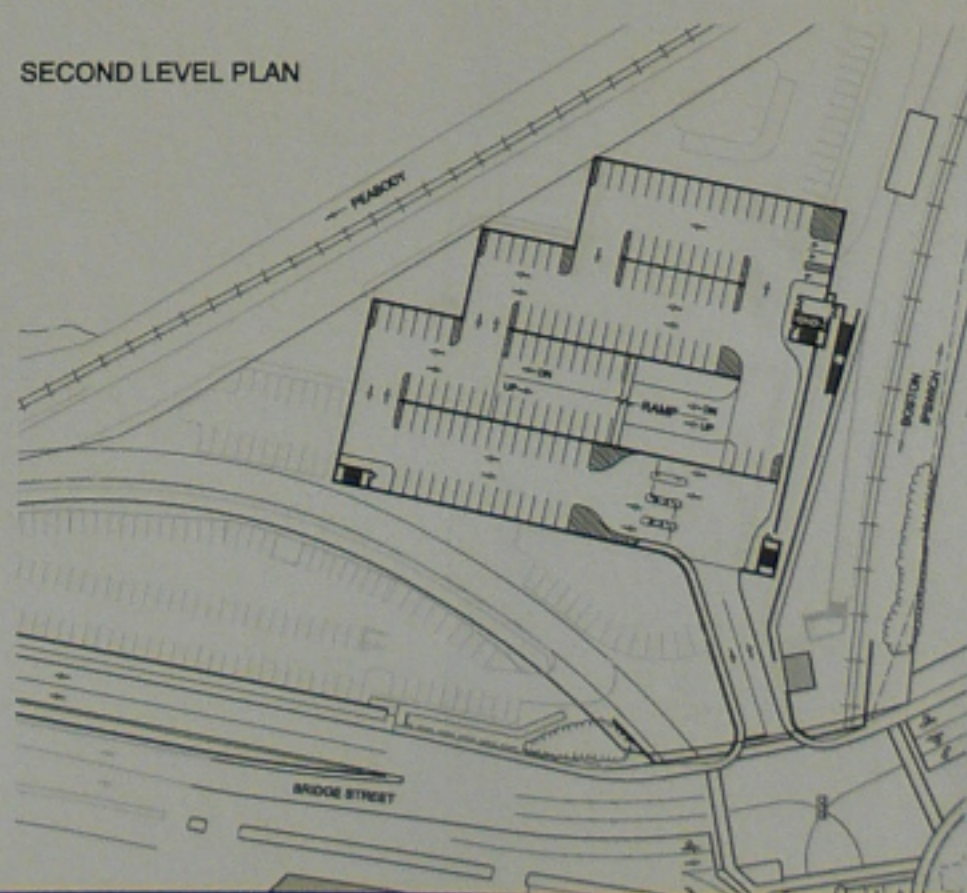 SECOND LEVEL PLAN
PEABODY
DN
UP
RAMP
DN
UP
BOSTON
IPSWICH
BRIDGE STREET